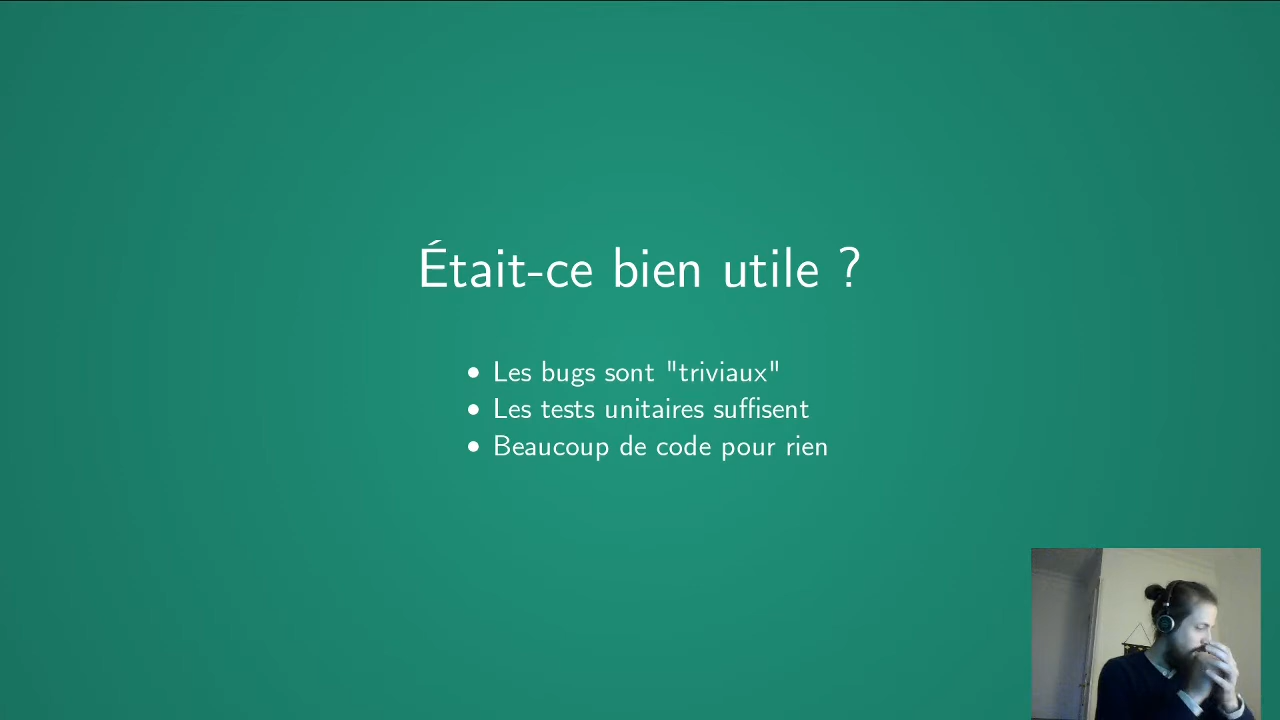 Était-ce bien utile ?
• Les bugs sont "triviaux"
• Les tests unitaires suffisent
• Beaucoup de code pour rien